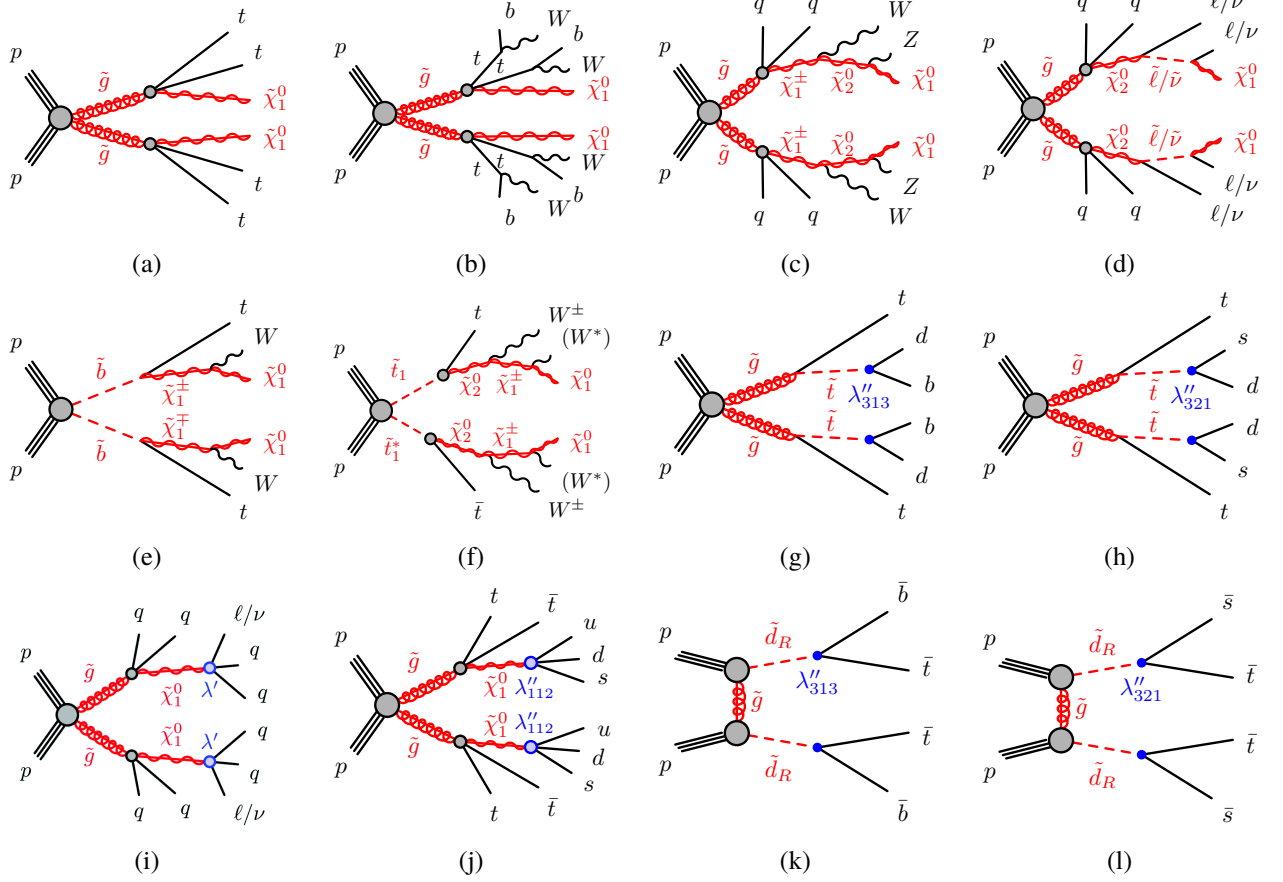 p p g̃ g̃ t t χ̃₁⁰ χ̃₁⁰ t t
(a)
p p g̃ g̃ b W b t t W χ̃₁⁰ χ̃₁⁰ t t W b W b
(b)
p p g̃ g̃ q q W Z χ̃₁± χ̃₂⁰ χ̃₁⁰ χ̃₁± χ̃₂⁰ χ̃₁⁰ Z W q q
(c)
p p g̃ g̃ q q ℓ/ν ℓ/ν χ̃₂⁰ ℓ̃/ν̃ χ̃₁⁰ χ̃₂⁰ ℓ̃/ν̃ χ̃₁⁰ ℓ/ν ℓ/ν q q
(d)
p p b̃ b̃ t W χ̃₁± χ̃₁⁰ χ̃₁∓ χ̃₁⁰ W t
(e)
p p t̃₁ t̃₁* t W± (W*) χ̃₂⁰ χ̃₁± χ̃₁⁰ χ̃₂⁰ χ̃₁± χ̃₁⁰ (W*) W± t̄
(f)
p p g̃ g̃ t d t̃ λ″₃₁₃ b t̃ b d t
(g)
p p g̃ g̃ t s t̃ λ″₃₂₁ d t̃ d s t
(h)
p p g̃ g̃ q q ℓ/ν q χ̃₁⁰ λ′ q χ̃₁⁰ λ′ q q ℓ/ν q q
(i)
p p g̃ g̃ t t̄ u d s χ̃₁⁰ λ″₁₁₂ χ̃₁⁰ λ″₁₁₂ u d s t̄ t
(j)
p p g̃ d̃_R λ″₃₁₃ b̄ t̄ d̃_R t̄ b̄
(k)
p p g̃ d̃_R λ″₃₂₁ s̄ t̄ d̃_R t̄ s̄
(l)